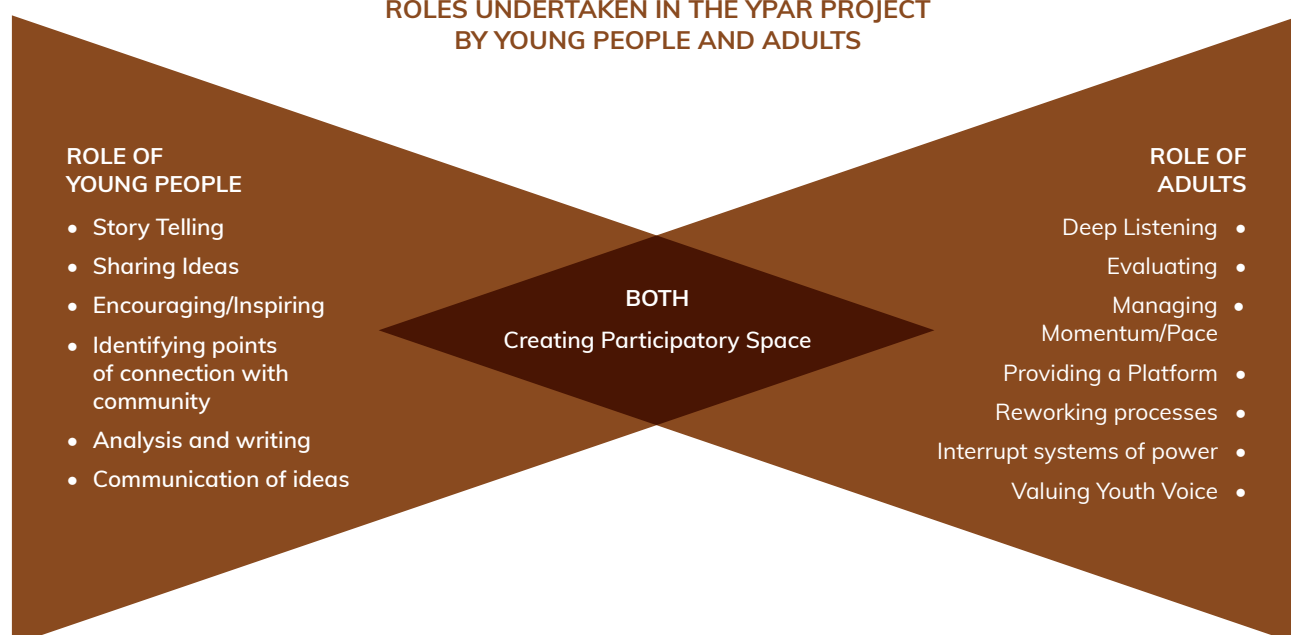 ROLES UNDERTAKEN IN THE YPAR PROJECT
BY YOUNG PEOPLE AND ADULTS
ROLE OF
YOUNG PEOPLE
• Story Telling
• Sharing Ideas
• Encouraging/Inspiring
• Identifying points
of connection with
community
• Analysis and writing
• Communication of ideas
BOTH
Creating Participatory Space
ROLE OF
ADULTS
Deep Listening •
Evaluating •
Managing •
Momentum/Pace
Providing a Platform •
Reworking processes •
Interrupt systems of power •
Valuing Youth Voice •